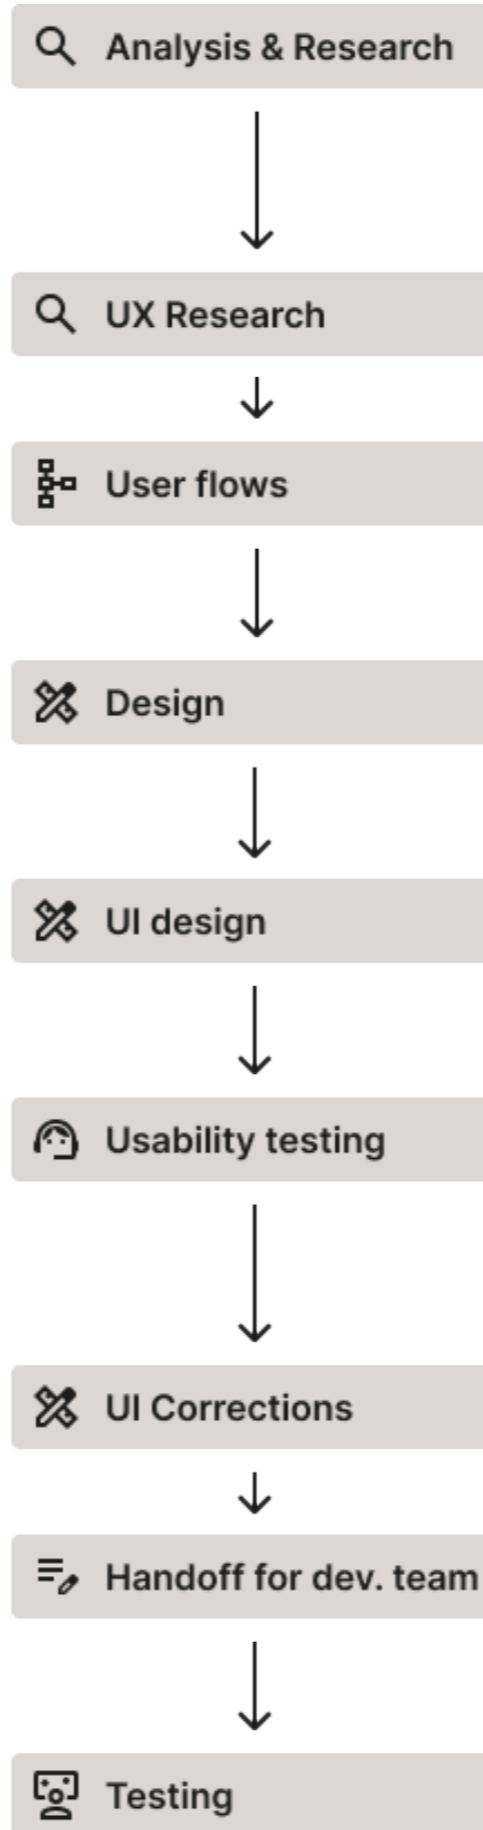 Analysis & Research
UX Research
User flows
Design
UI design
Usability testing
UI Corrections
Handoff for dev. team
Testing